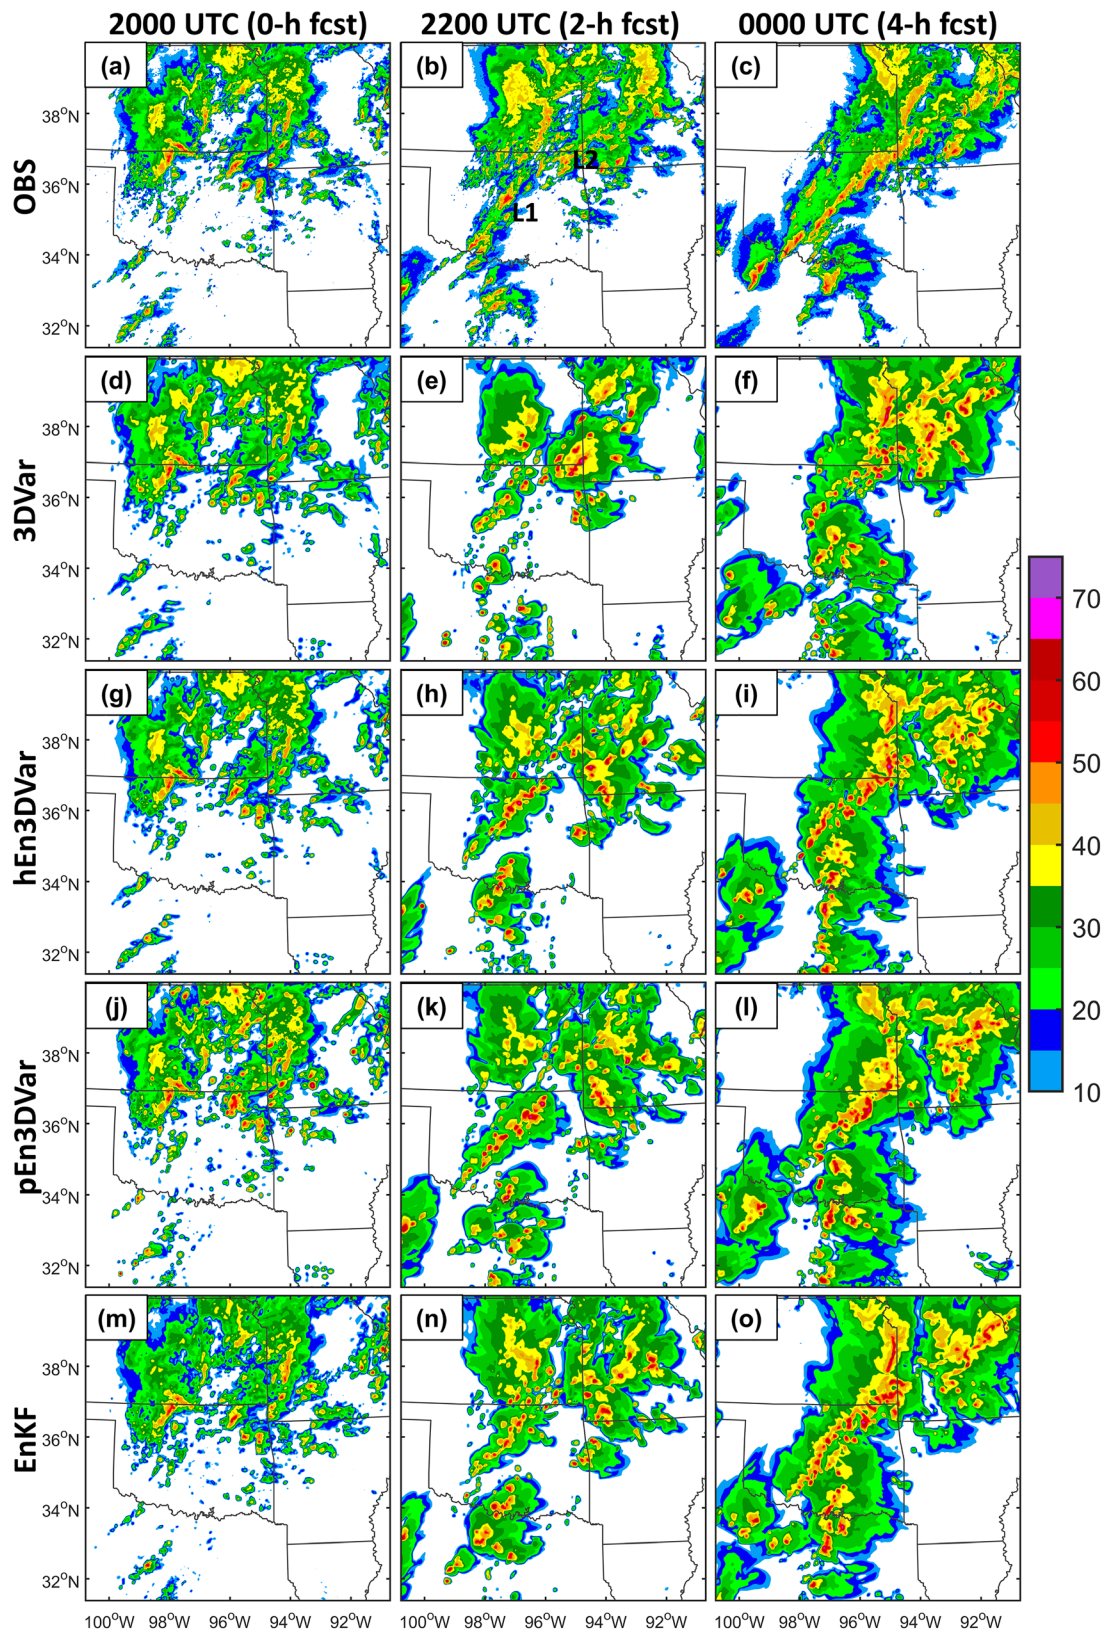 2000 UTC (0-h fcst) 2200 UTC (2-h fcst) 0000 UTC (4-h fcst)
OBS
(a) (b) (c)
38°N
36°N
34°N
32°N
L2
L1
3DVar
(d) (e) (f)
38°N
36°N
34°N
32°N
hEn3DVar
(g) (h) (i)
38°N
36°N
34°N
32°N
pEn3DVar
(j) (k) (l)
38°N
36°N
34°N
32°N
EnKF
(m) (n) (o)
38°N
36°N
34°N
32°N
100°W 98°W 96°W 94°W 92°W 100°W 98°W 96°W 94°W 92°W 100°W 98°W 96°W 94°W 92°W
70
60
50
40
30
20
10